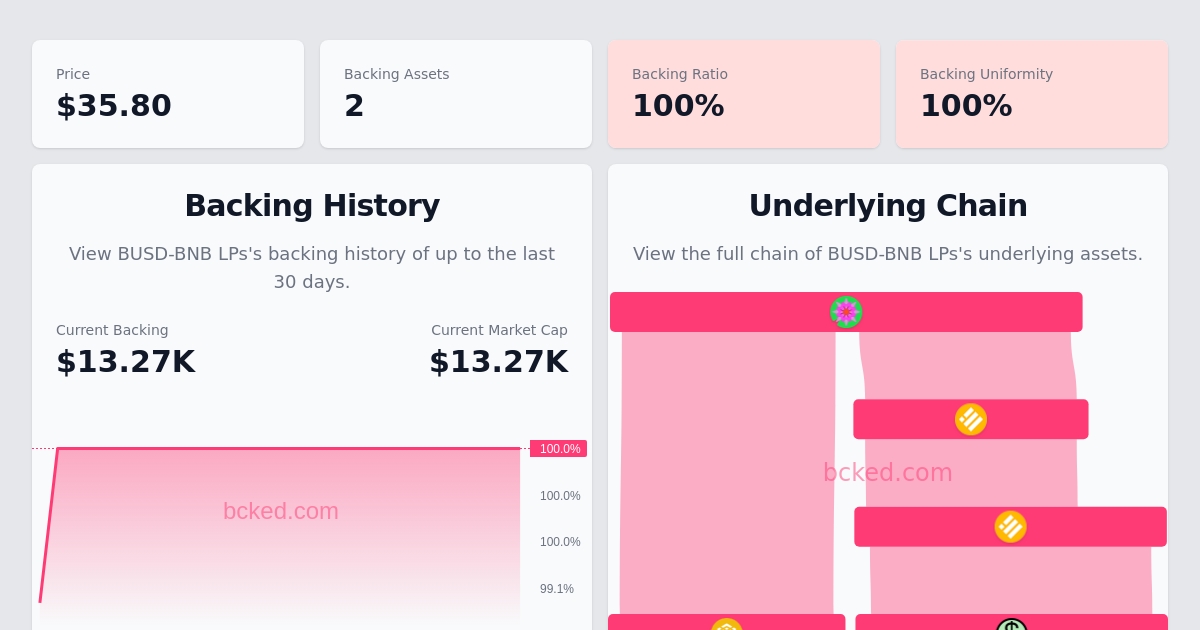 Price
$35.80
Backing Assets
2
Backing Ratio
100%
Backing Uniformity
100%
Backing History
View BUSD-BNB LPs's backing history of up to the last
30 days.
Current Backing
$13.27K
Current Market Cap
$13.27K
100.0%
100.0%
100.0%
99.1%
bcked.com
Underlying Chain
View the full chain of BUSD-BNB LPs's underlying assets.
bcked.com